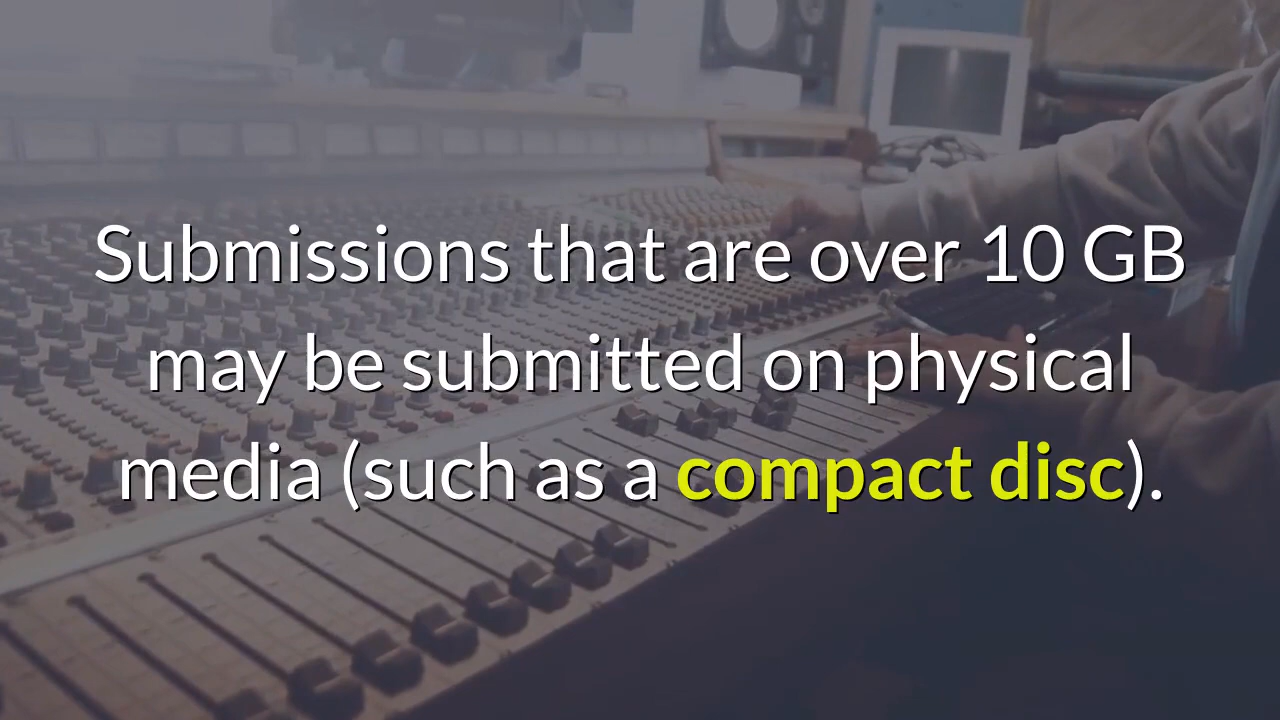 Submissions that are over 10 GB
may be submitted on physical
media (such as a compact disc).